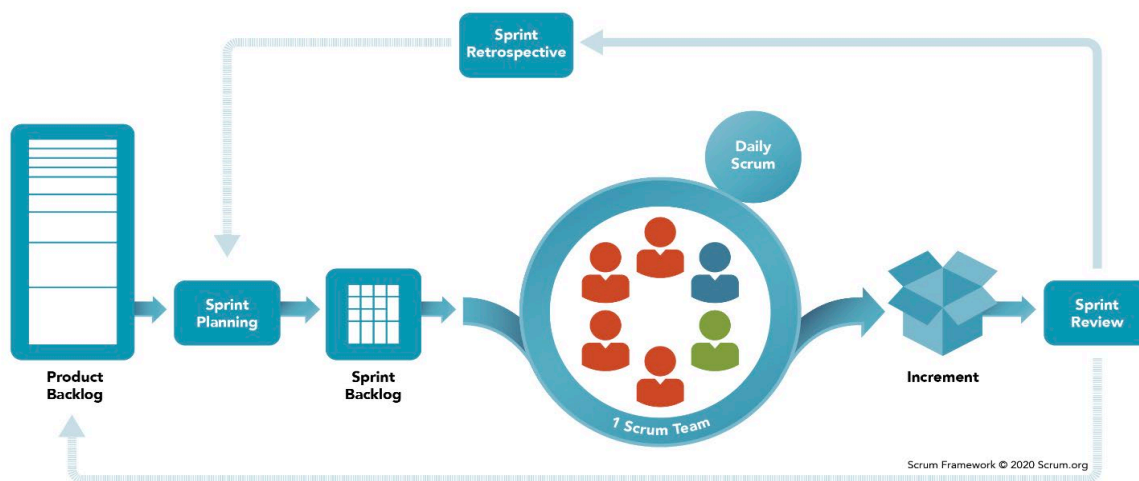 Sprint
Retrospective
Daily
Scrum
Sprint
Planning
Sprint
Review
Product
Backlog
Sprint
Backlog
1 Scrum Team
Increment
Scrum Framework © 2020 Scrum.org